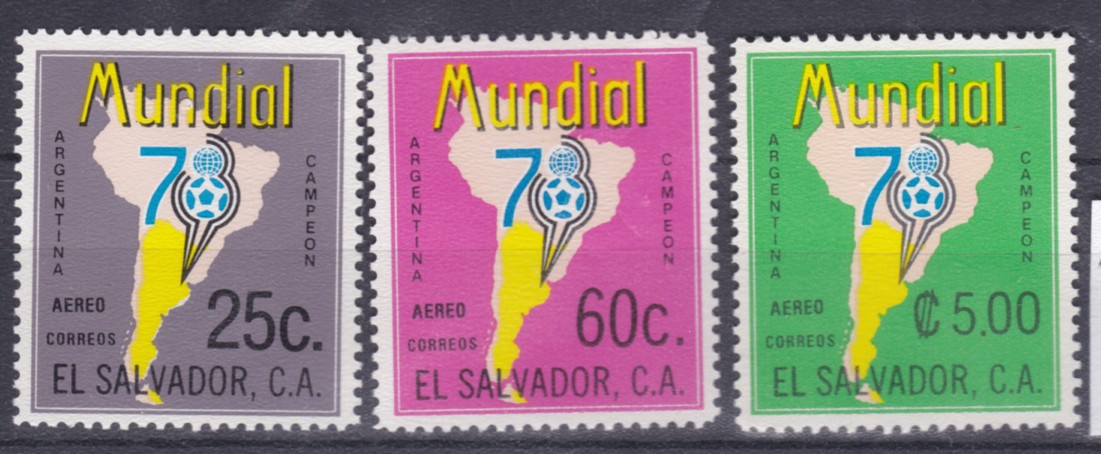 Mundial
78
ARGENTINA
CAMPEON
AEREO
CORREOS
25c.
EL SALVADOR, C.A.
Mundial
78
ARGENTINA
CAMPEON
AEREO
CORREOS
60c.
EL SALVADOR, C.A.
Mundial
78
ARGENTINA
CAMPEON
AEREO
CORREOS
₡ 5.00
EL SALVADOR, C.A.